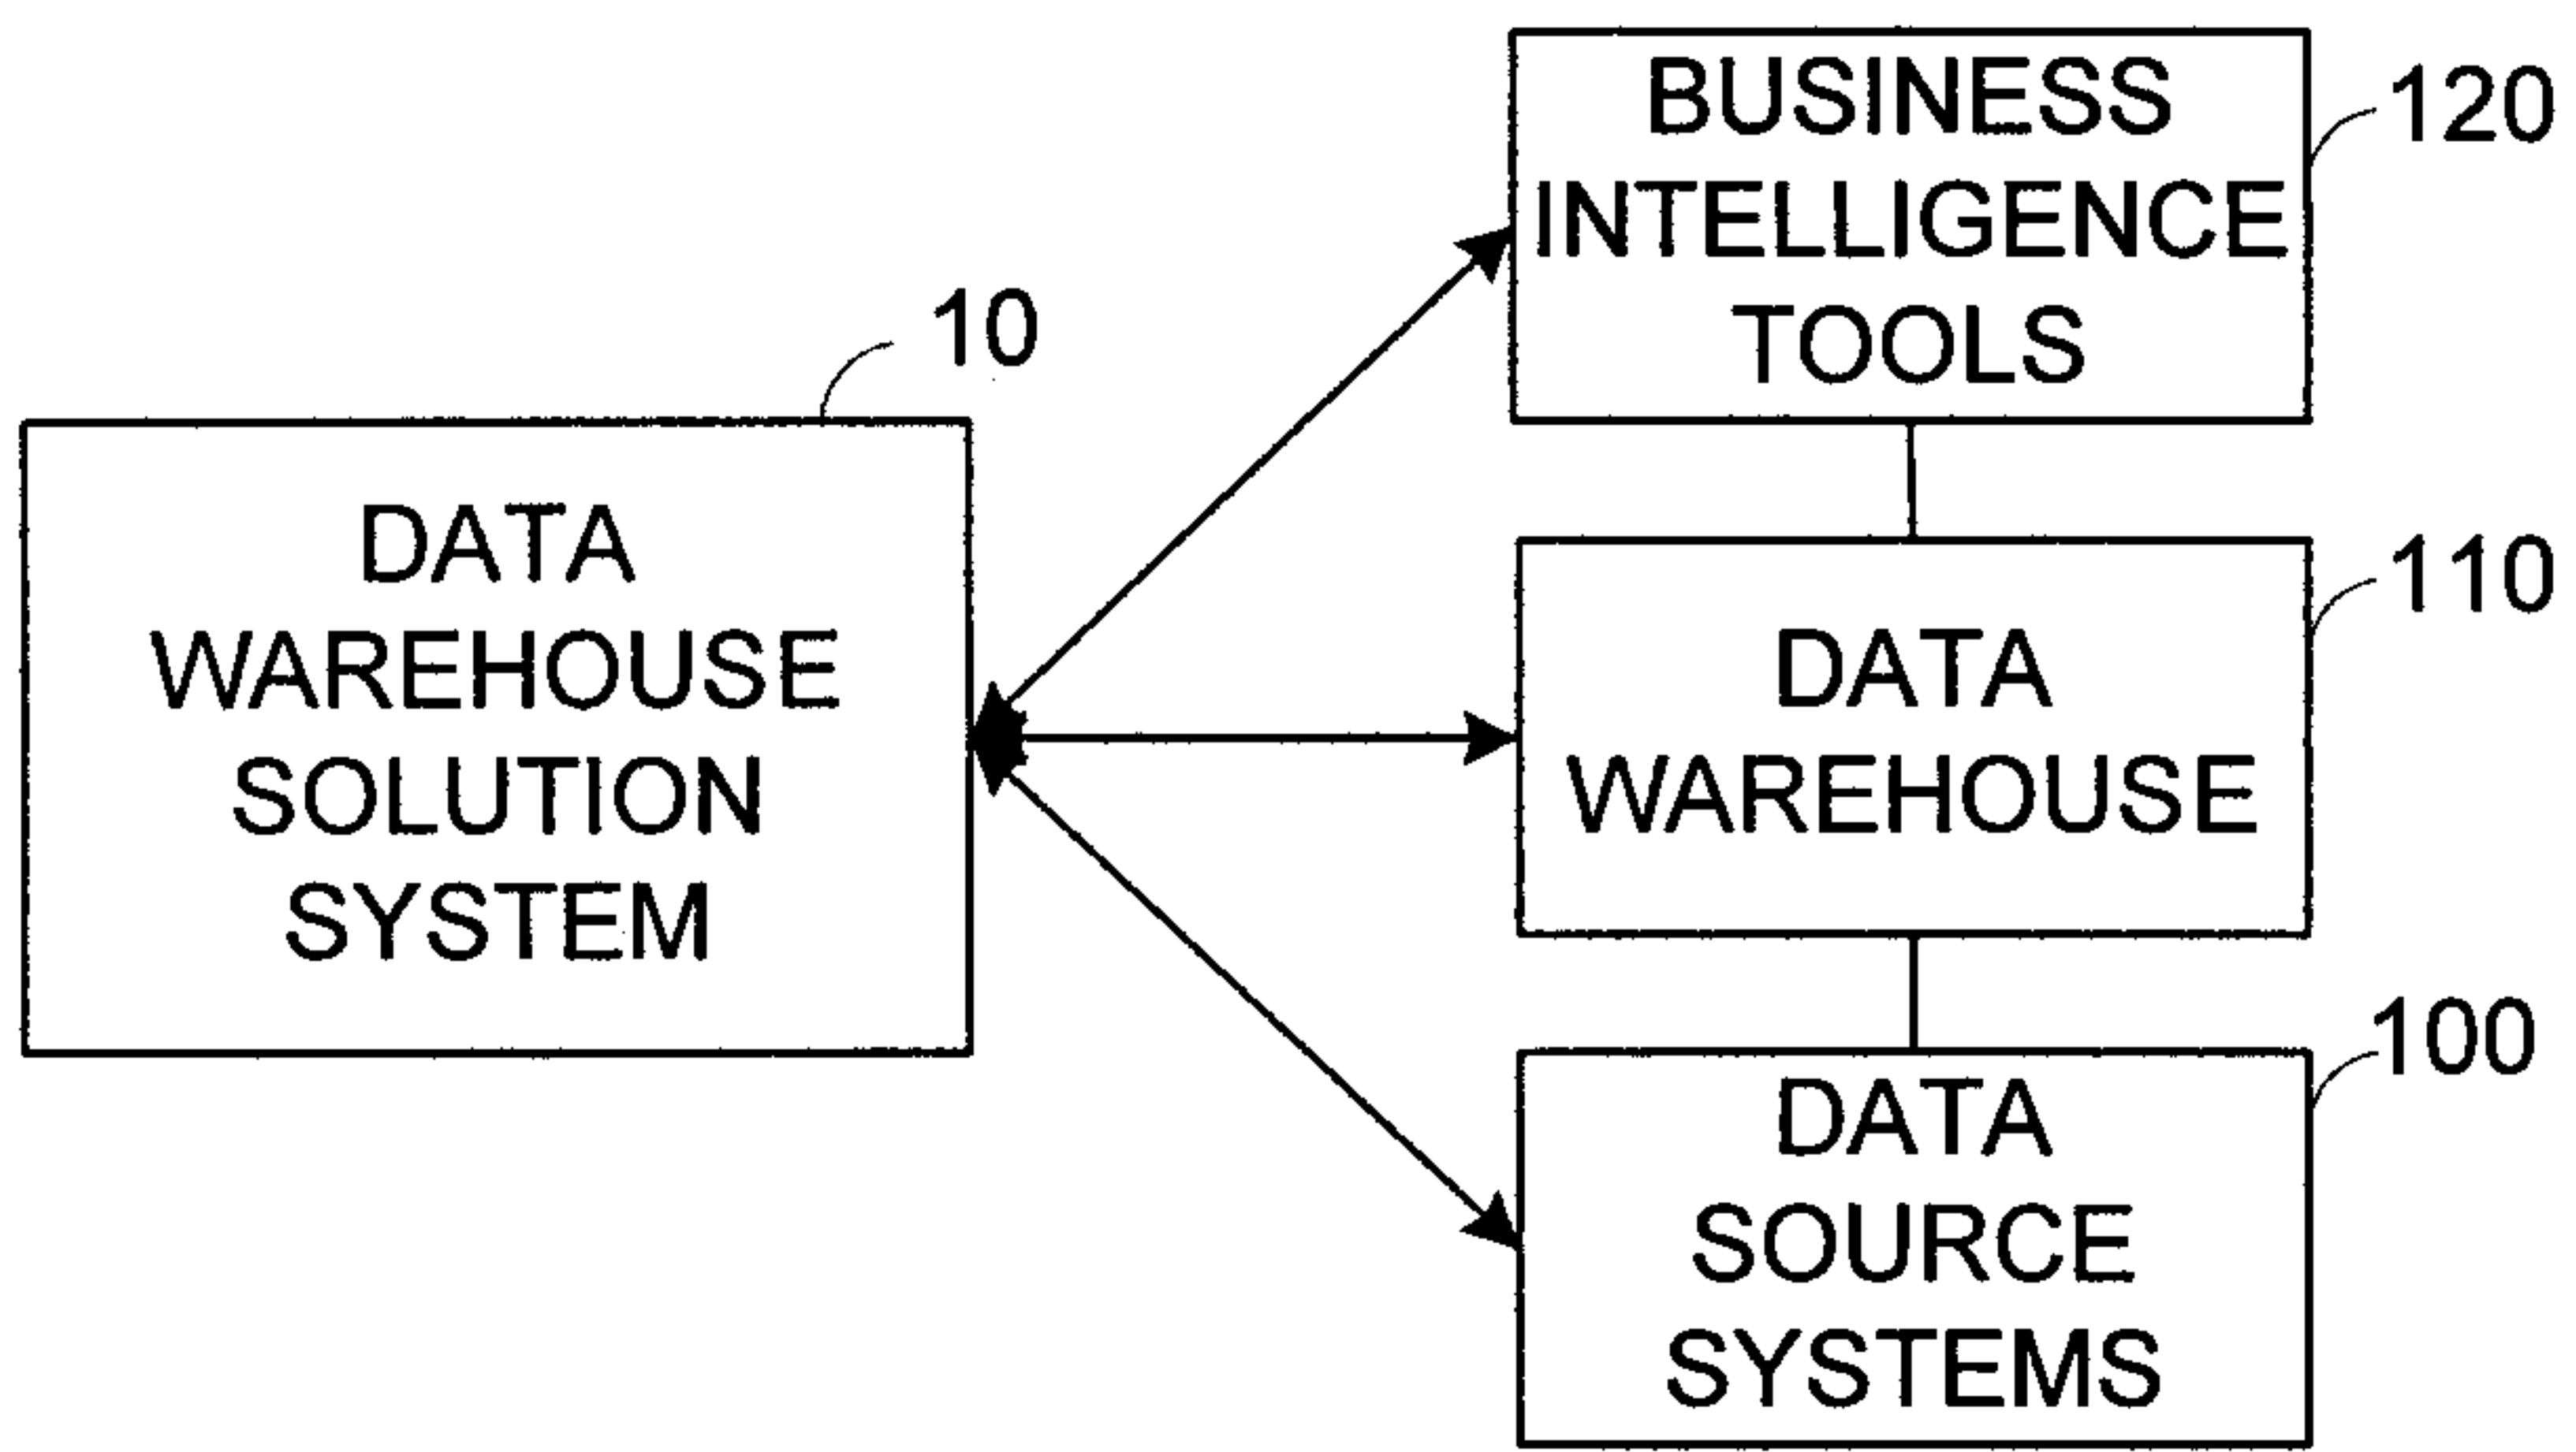 10
DATA
WAREHOUSE
SOLUTION
SYSTEM
BUSINESS
INTELLIGENCE
TOOLS
120
DATA
WAREHOUSE
110
DATA
SOURCE
SYSTEMS
100